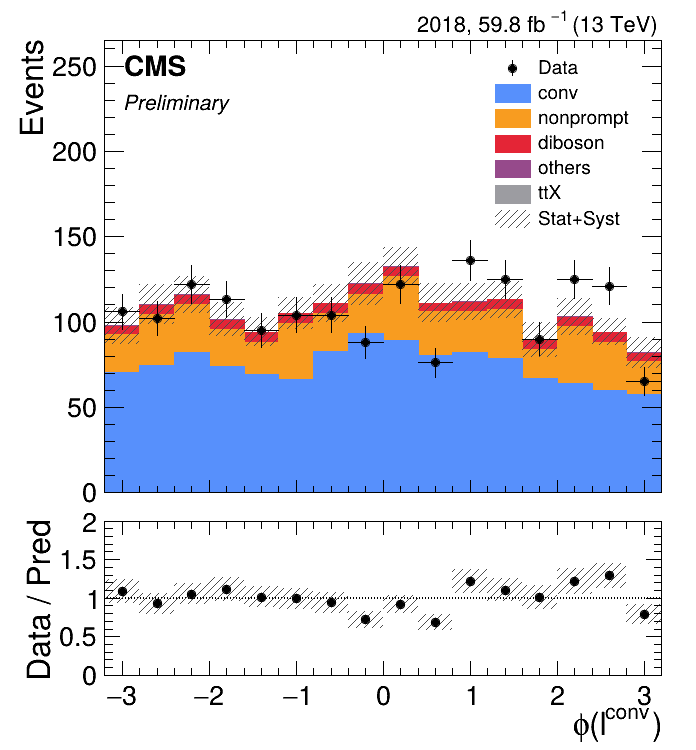 2018, 59.8 fb⁻¹ (13 TeV)
Events
250
200
150
100
50
0
CMS
Preliminary
Data
conv
nonprompt
diboson
others
ttX
Stat+Syst
Data / Pred
2
1.5
1
0.5
0
−3 −2 −1 0 1 2 3
ϕ(l^conv)